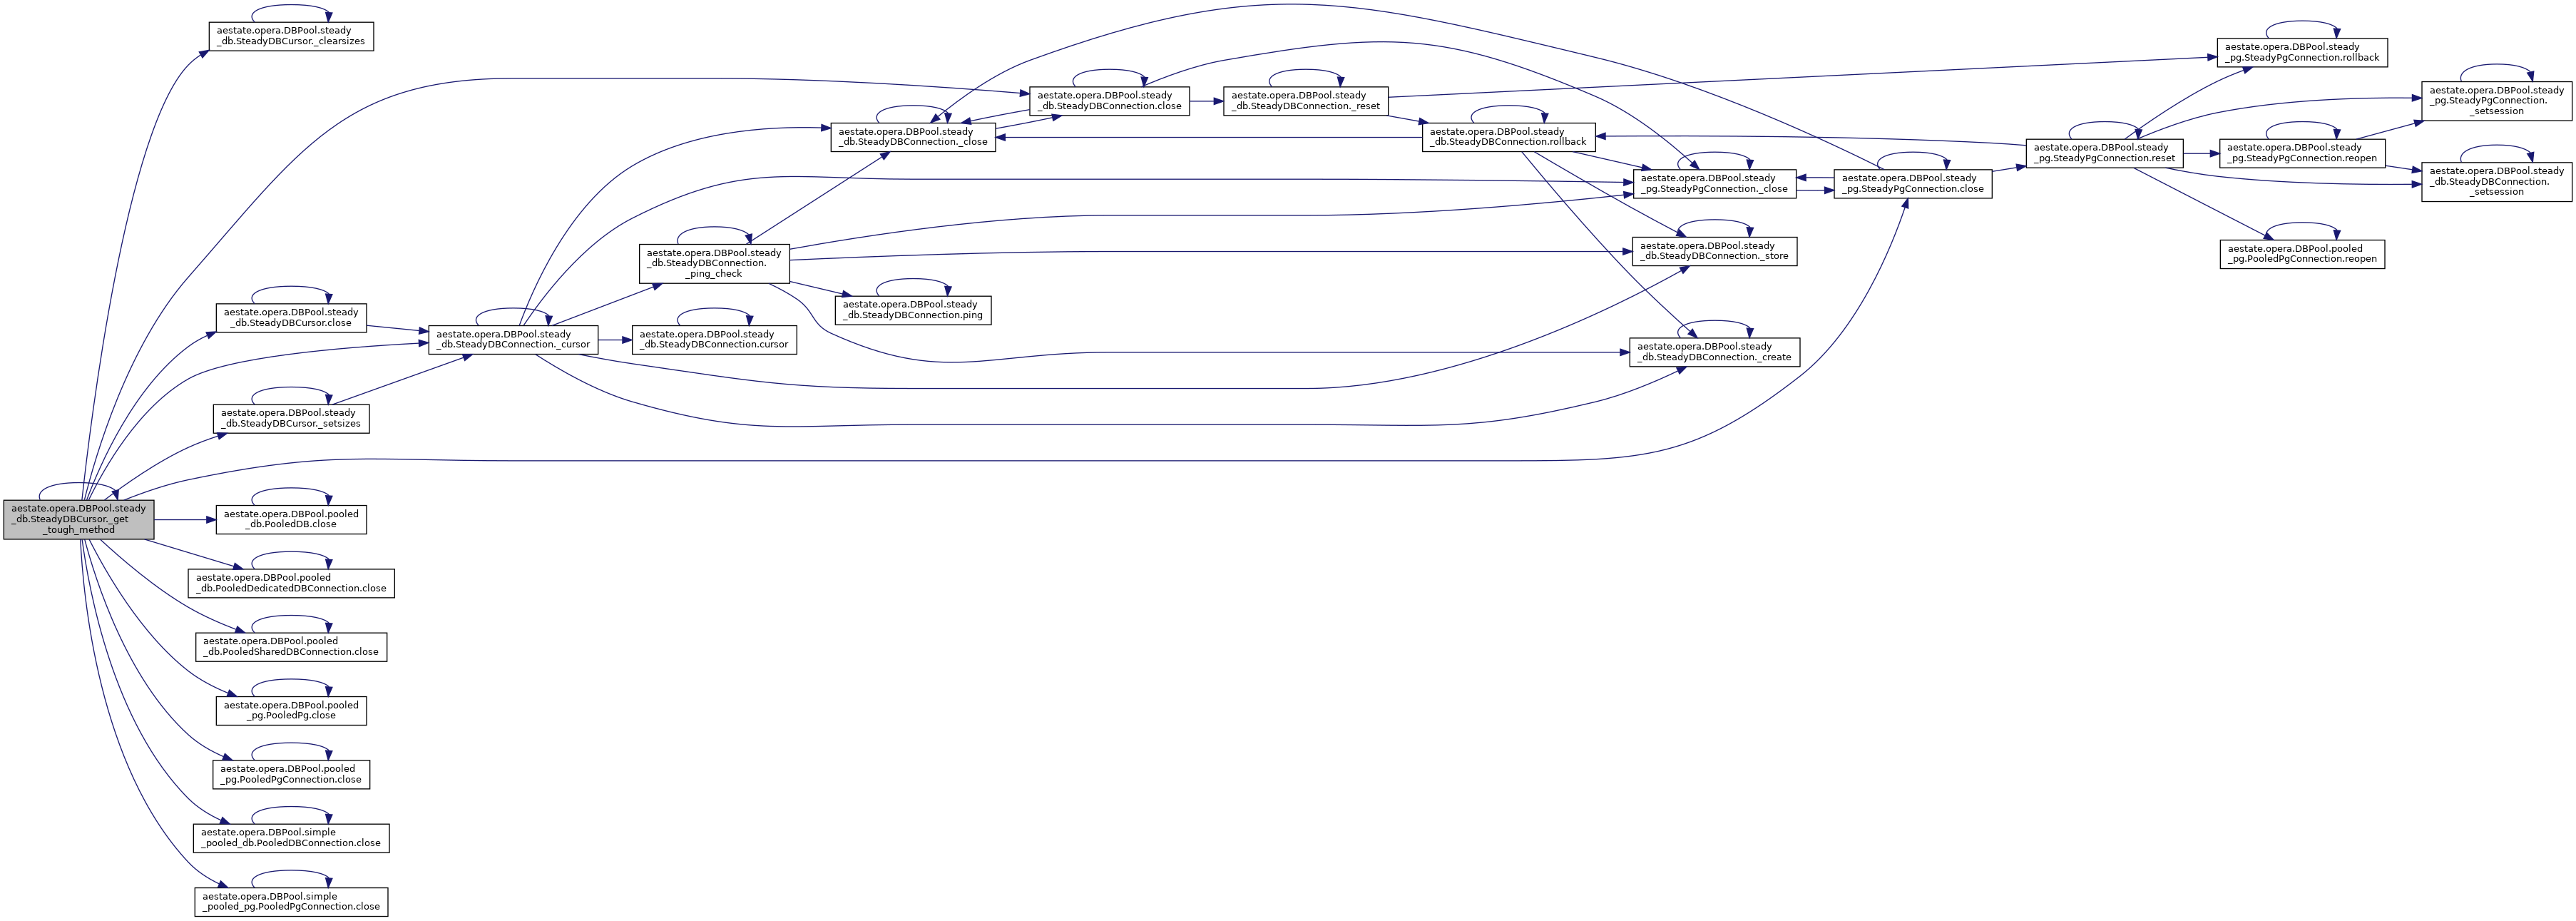 aestate.opera.DBPool.steady
_db.SteadyDBCursor._get
_tough_method
aestate.opera.DBPool.steady
_db.SteadyDBCursor._clearsizes
aestate.opera.DBPool.steady
_db.SteadyDBCursor.close
aestate.opera.DBPool.steady
_db.SteadyDBCursor._setsizes
aestate.opera.DBPool.pooled
_db.PooledDB.close
aestate.opera.DBPool.pooled
_db.PooledDedicatedDBConnection.close
aestate.opera.DBPool.pooled
_db.PooledSharedDBConnection.close
aestate.opera.DBPool.pooled
_pg.PooledPg.close
aestate.opera.DBPool.pooled
_pg.PooledPgConnection.close
aestate.opera.DBPool.simple
_pooled_db.PooledDBConnection.close
aestate.opera.DBPool.simple
_pooled_pg.PooledPgConnection.close
aestate.opera.DBPool.steady
_db.SteadyDBConnection._cursor
aestate.opera.DBPool.steady
_db.SteadyDBConnection.
_ping_check
aestate.opera.DBPool.steady
_db.SteadyDBConnection.cursor
aestate.opera.DBPool.steady
_db.SteadyDBConnection._close
aestate.opera.DBPool.steady
_db.SteadyDBConnection.ping
aestate.opera.DBPool.steady
_db.SteadyDBConnection.close
aestate.opera.DBPool.steady
_db.SteadyDBConnection._reset
aestate.opera.DBPool.steady
_db.SteadyDBConnection.rollback
aestate.opera.DBPool.steady
_pg.SteadyPgConnection._close
aestate.opera.DBPool.steady
_db.SteadyDBConnection._store
aestate.opera.DBPool.steady
_db.SteadyDBConnection._create
aestate.opera.DBPool.steady
_pg.SteadyPgConnection.close
aestate.opera.DBPool.steady
_pg.SteadyPgConnection.reset
aestate.opera.DBPool.steady
_pg.SteadyPgConnection.rollback
aestate.opera.DBPool.steady
_pg.SteadyPgConnection.reopen
aestate.opera.DBPool.pooled
_pg.PooledPgConnection.reopen
aestate.opera.DBPool.steady
_pg.SteadyPgConnection.
_setsession
aestate.opera.DBPool.steady
_db.SteadyDBConnection.
_setsession